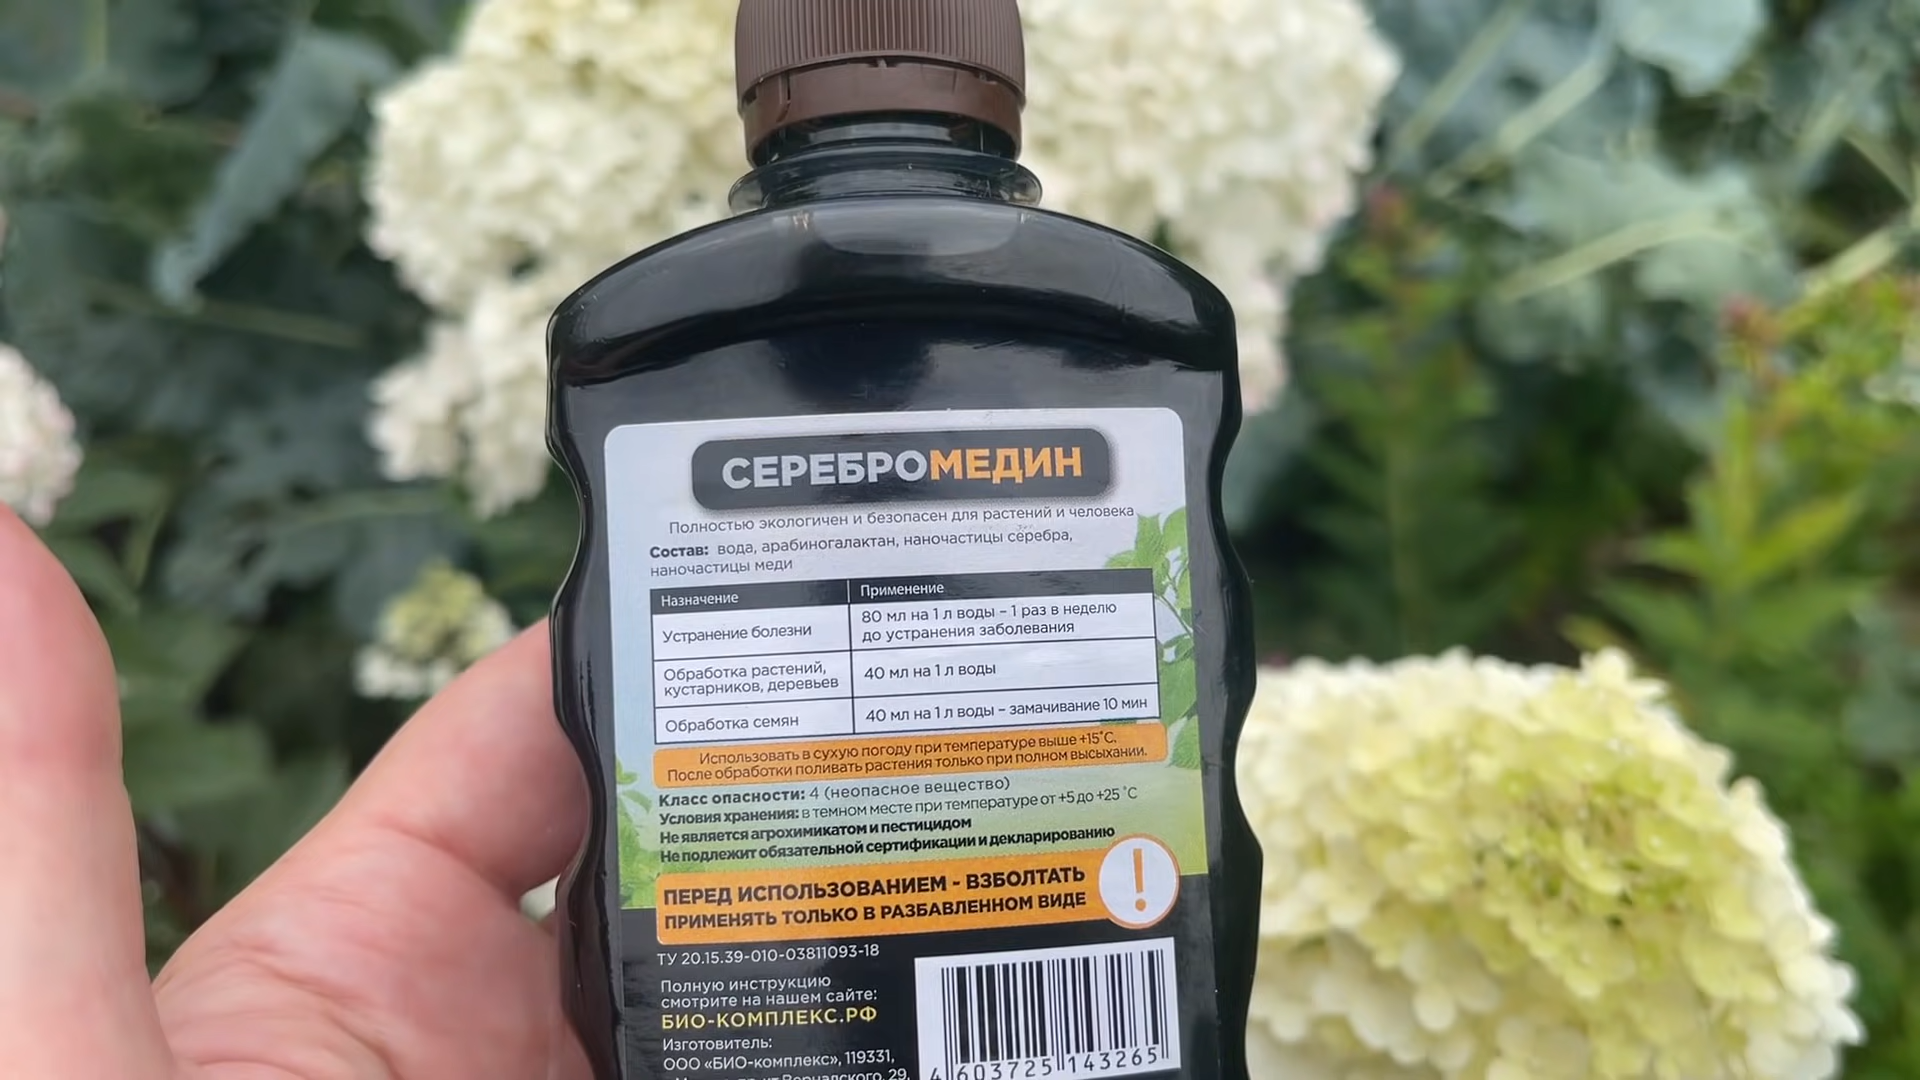 СЕРЕБРОМЕДИН
Полностью экологичен и безопасен для растений и человека
Состав: вода, арабиногалактан, наночастицы серебра,
наночастицы меди
Назначение
Применение
Устранение болезни
80 мл на 1 л воды – 1 раз в неделю
до устранения заболевания
Обработка растений,
кустарников, деревьев
40 мл на 1 л воды
Обработка семян
40 мл на 1 л воды – замачивание 10 мин
Использовать в сухую погоду при температуре выше +15°С.
После обработки поливать растения только при полном высыхании.
Класс опасности: 4 (неопасное вещество)
Условия хранения: в темном месте при температуре от +5 до +25 °С
Не является агрохимикатом и пестицидом
Не подлежит обязательной сертификации и декларированию
ПЕРЕД ИСПОЛЬЗОВАНИЕМ - ВЗБОЛТАТЬ
ПРИМЕНЯТЬ ТОЛЬКО В РАЗБАВЛЕННОМ ВИДЕ
!
ТУ 20.15.39-010-03811093-18
Полную инструкцию
смотрите на нашем сайте:
БИО-КОМПЛЕКС.РФ
Изготовитель:
ООО «БИО-комплекс», 119331,
пр-кт Вернадского, 29,
4 603725 143265